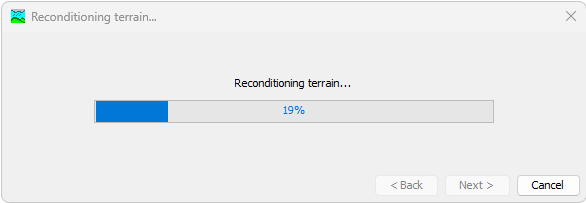 Reconditioning terrain...
Reconditioning terrain...
19%
< Back Next > Cancel